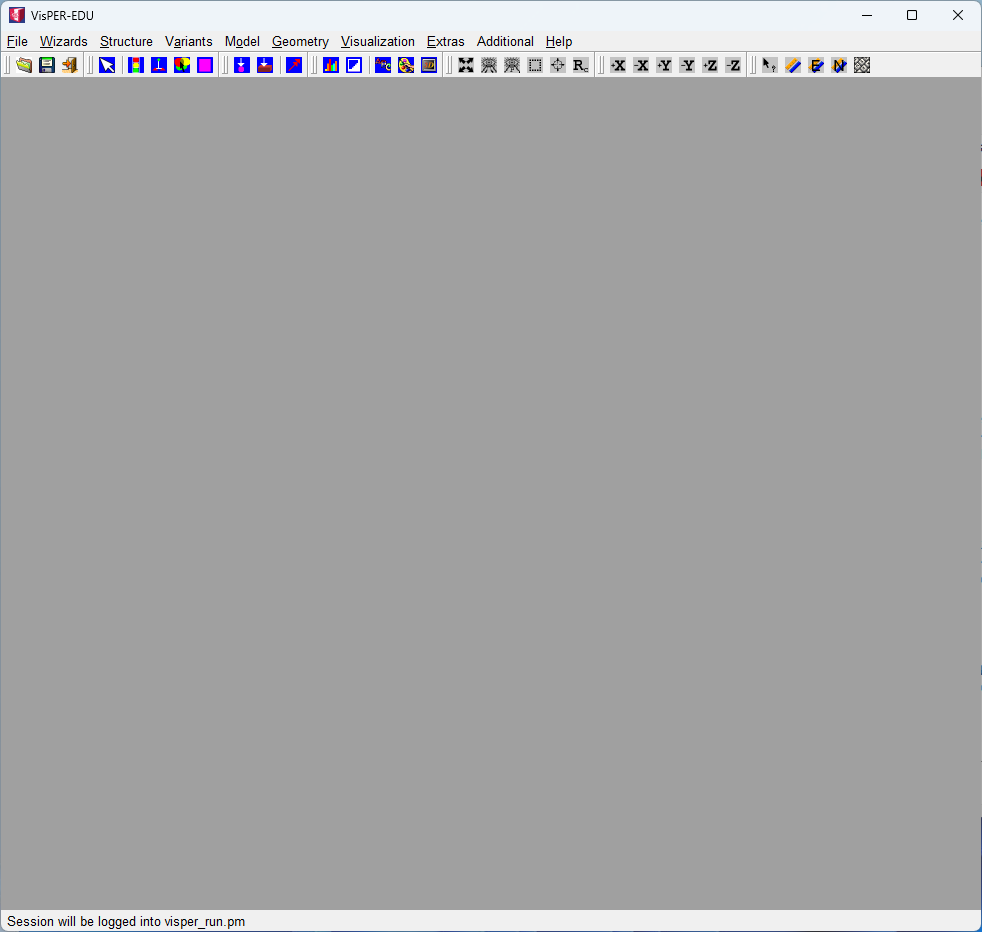 VisPER-EDU
File Wizards Structure Variants Model Geometry Visualization Extras Additional Help
Rc +X -X +Y -Y +Z -Z ? E N
Session will be logged into visper_run.pm